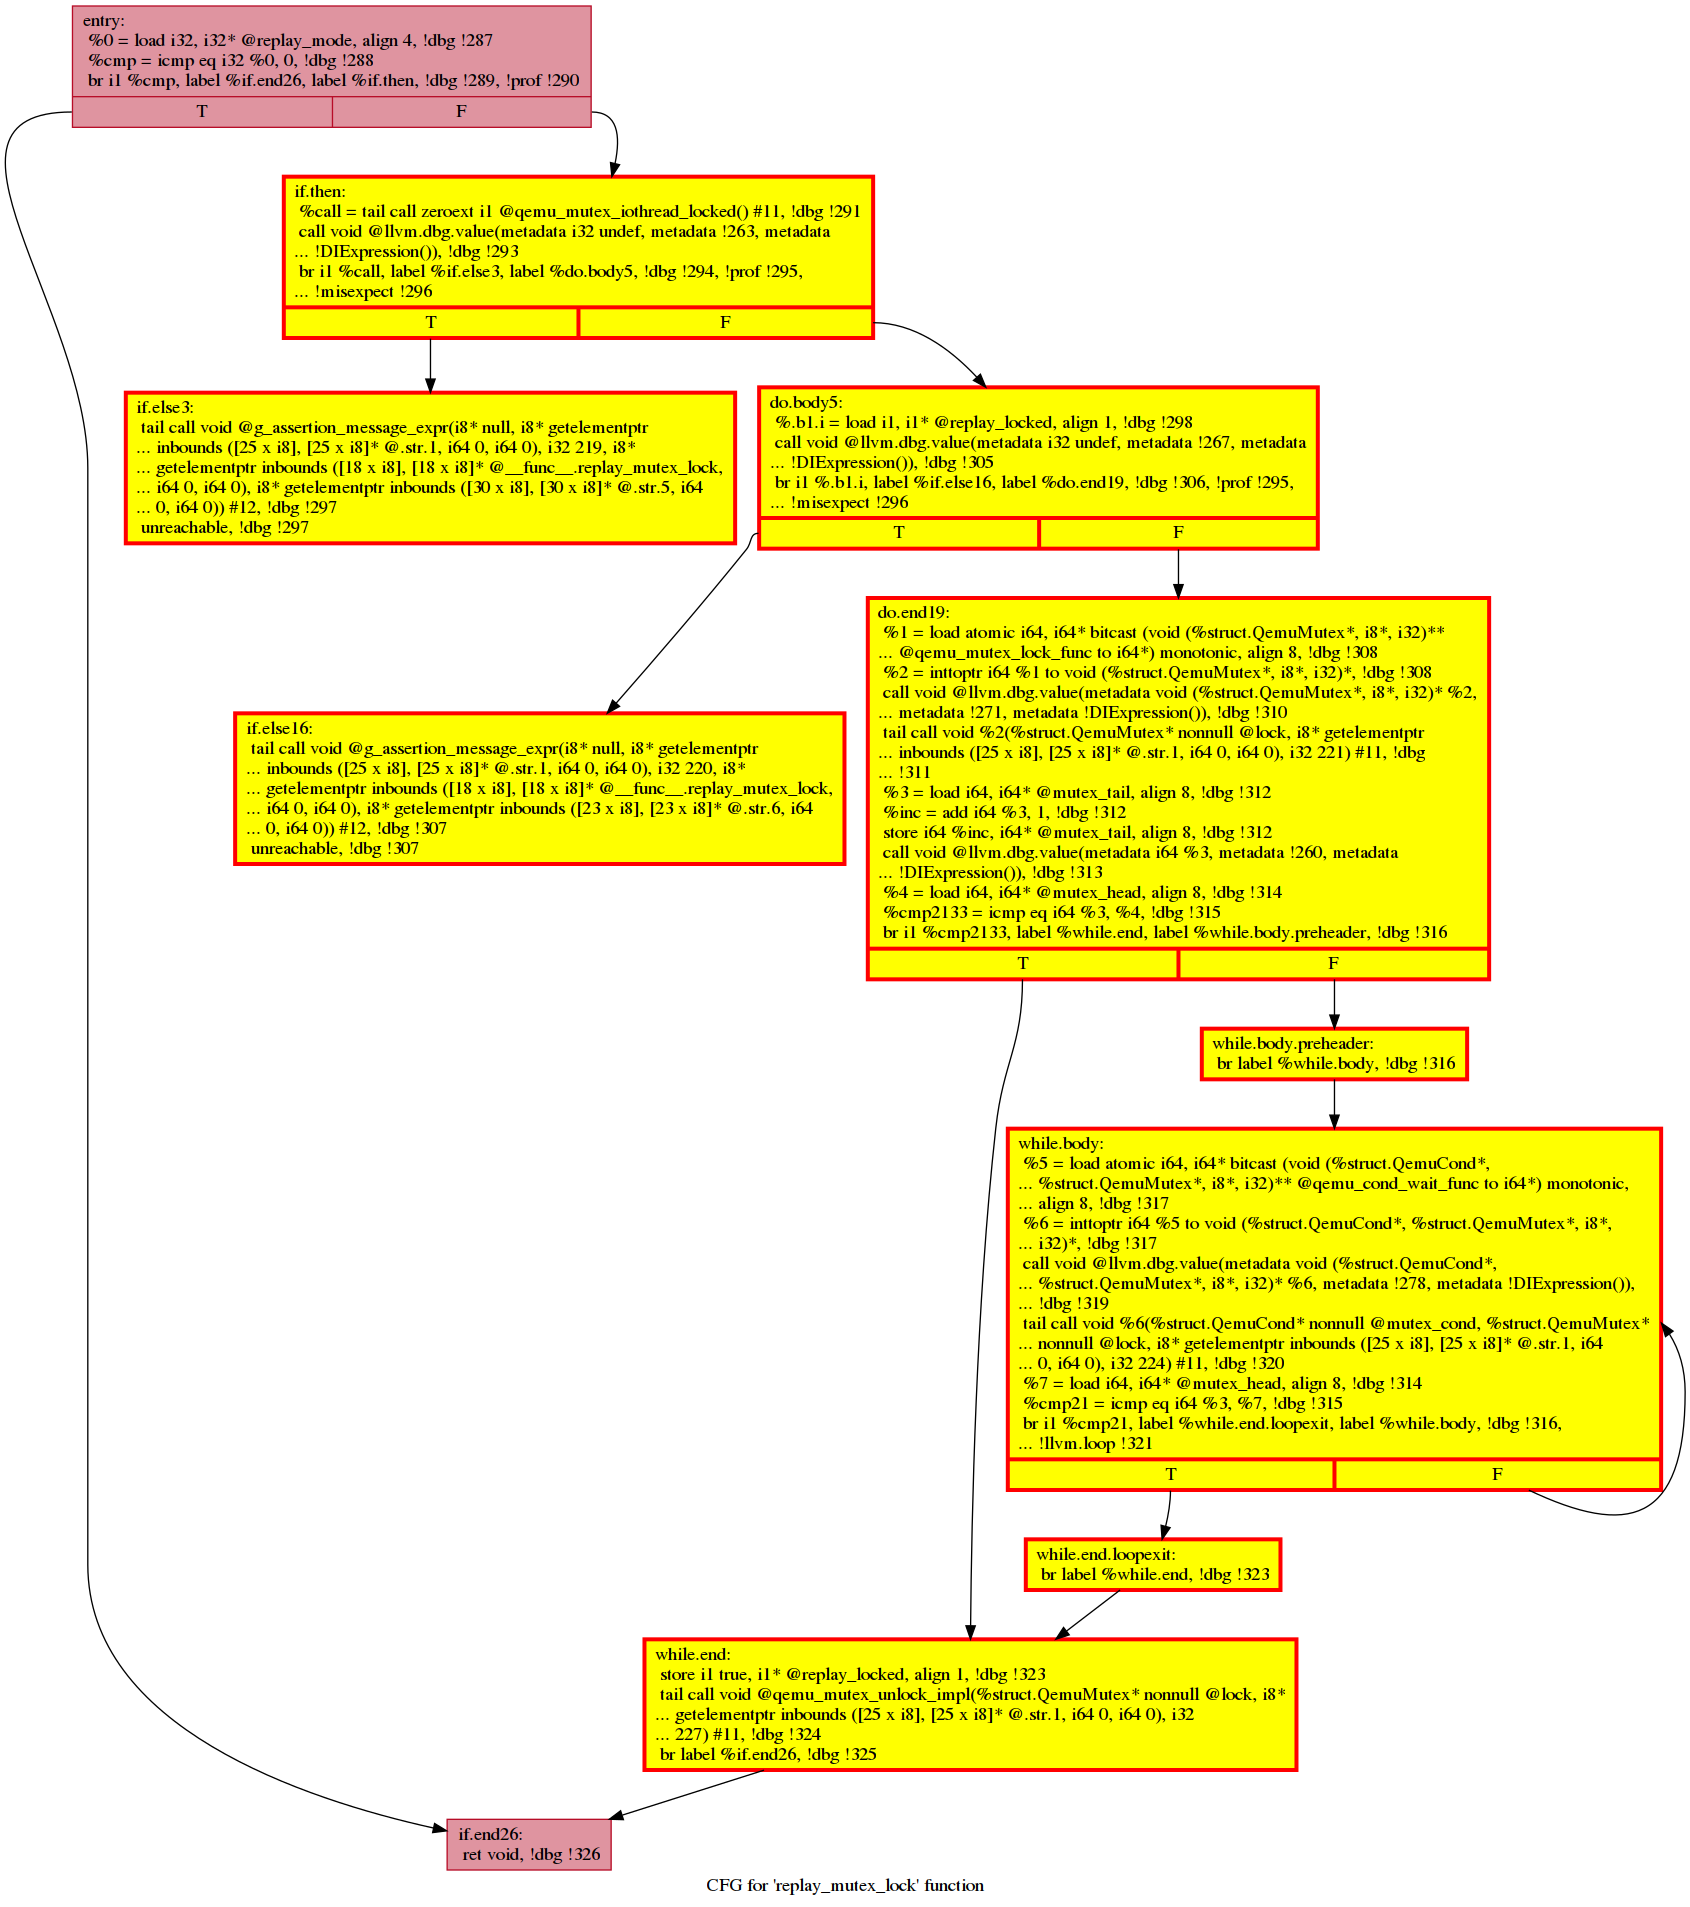 entry:
%0 = load i32, i32* @replay_mode, align 4, !dbg !287
%cmp = icmp eq i32 %0, 0, !dbg !288
br i1 %cmp, label %if.end26, label %if.then, !dbg !289, !prof !290
T F
if.then:
%call = tail call zeroext i1 @qemu_mutex_iothread_locked() #11, !dbg !291
call void @llvm.dbg.value(metadata i32 undef, metadata !263, metadata
... !DIExpression()), !dbg !293
br i1 %call, label %if.else3, label %do.body5, !dbg !294, !prof !295,
... !misexpect !296
T F
if.else3:
tail call void @g_assertion_message_expr(i8* null, i8* getelementptr
... inbounds ([25 x i8], [25 x i8]* @.str.1, i64 0, i64 0), i32 219, i8*
... getelementptr inbounds ([18 x i8], [18 x i8]* @__func__.replay_mutex_lock,
... i64 0, i64 0), i8* getelementptr inbounds ([30 x i8], [30 x i8]* @.str.5, i64
... 0, i64 0)) #12, !dbg !297
unreachable, !dbg !297
do.body5:
%.b1.i = load i1, i1* @replay_locked, align 1, !dbg !298
call void @llvm.dbg.value(metadata i32 undef, metadata !267, metadata
... !DIExpression()), !dbg !305
br i1 %.b1.i, label %if.else16, label %do.end19, !dbg !306, !prof !295,
... !misexpect !296
T F
if.else16:
tail call void @g_assertion_message_expr(i8* null, i8* getelementptr
... inbounds ([25 x i8], [25 x i8]* @.str.1, i64 0, i64 0), i32 220, i8*
... getelementptr inbounds ([18 x i8], [18 x i8]* @__func__.replay_mutex_lock,
... i64 0, i64 0), i8* getelementptr inbounds ([23 x i8], [23 x i8]* @.str.6, i64
... 0, i64 0)) #12, !dbg !307
unreachable, !dbg !307
do.end19:
%1 = load atomic i64, i64* bitcast (void (%struct.QemuMutex*, i8*, i32)**
... @qemu_mutex_lock_func to i64*) monotonic, align 8, !dbg !308
%2 = inttoptr i64 %1 to void (%struct.QemuMutex*, i8*, i32)*, !dbg !308
call void @llvm.dbg.value(metadata void (%struct.QemuMutex*, i8*, i32)* %2,
... metadata !271, metadata !DIExpression()), !dbg !310
tail call void %2(%struct.QemuMutex* nonnull @lock, i8* getelementptr
... inbounds ([25 x i8], [25 x i8]* @.str.1, i64 0, i64 0), i32 221) #11, !dbg
... !311
%3 = load i64, i64* @mutex_tail, align 8, !dbg !312
%inc = add i64 %3, 1, !dbg !312
store i64 %inc, i64* @mutex_tail, align 8, !dbg !312
call void @llvm.dbg.value(metadata i64 %3, metadata !260, metadata
... !DIExpression()), !dbg !313
%4 = load i64, i64* @mutex_head, align 8, !dbg !314
%cmp2133 = icmp eq i64 %3, %4, !dbg !315
br i1 %cmp2133, label %while.end, label %while.body.preheader, !dbg !316
T F
while.body.preheader:
br label %while.body, !dbg !316
while.body:
%5 = load atomic i64, i64* bitcast (void (%struct.QemuCond*,
... %struct.QemuMutex*, i8*, i32)** @qemu_cond_wait_func to i64*) monotonic,
... align 8, !dbg !317
%6 = inttoptr i64 %5 to void (%struct.QemuCond*, %struct.QemuMutex*, i8*,
... i32)*, !dbg !317
call void @llvm.dbg.value(metadata void (%struct.QemuCond*,
... %struct.QemuMutex*, i8*, i32)* %6, metadata !278, metadata !DIExpression()),
... !dbg !319
tail call void %6(%struct.QemuCond* nonnull @mutex_cond, %struct.QemuMutex*
... nonnull @lock, i8* getelementptr inbounds ([25 x i8], [25 x i8]* @.str.1, i64
... 0, i64 0), i32 224) #11, !dbg !320
%7 = load i64, i64* @mutex_head, align 8, !dbg !314
%cmp21 = icmp eq i64 %3, %7, !dbg !315
br i1 %cmp21, label %while.end.loopexit, label %while.body, !dbg !316,
... !llvm.loop !321
T F
while.end.loopexit:
br label %while.end, !dbg !323
while.end:
store i1 true, i1* @replay_locked, align 1, !dbg !323
tail call void @qemu_mutex_unlock_impl(%struct.QemuMutex* nonnull @lock, i8*
... getelementptr inbounds ([25 x i8], [25 x i8]* @.str.1, i64 0, i64 0), i32
... 227) #11, !dbg !324
br label %if.end26, !dbg !325
if.end26:
ret void, !dbg !326
CFG for 'replay_mutex_lock' function